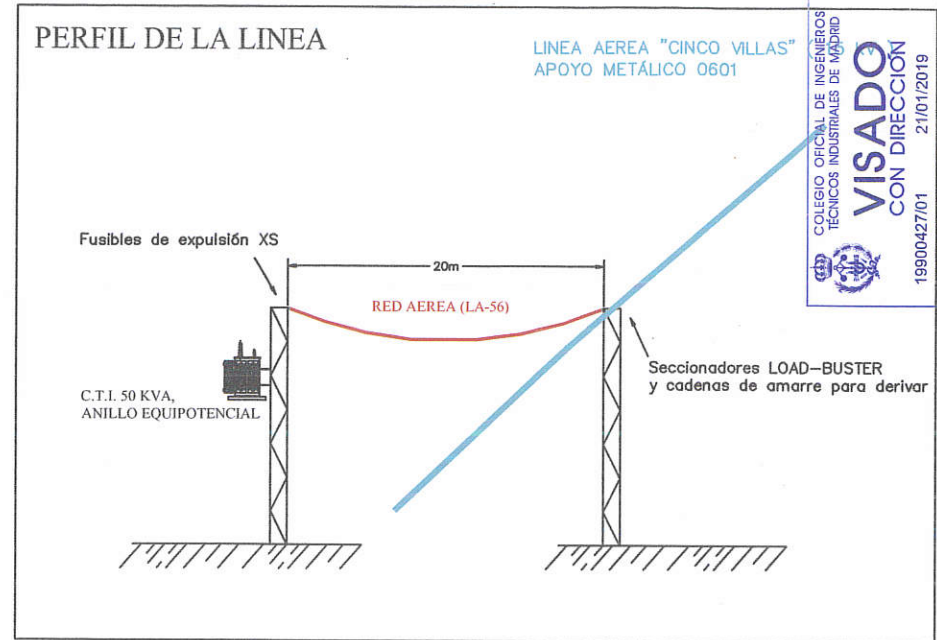 PERFIL DE LA LINEA
LINEA AEREA "CINCO VILLAS"
APOYO METÁLICO 0601
COLEGIO OFICIAL DE INGENIEROS
TÉCNICOS INDUSTRIALES DE MADRID
VISADO
CON DIRECCIÓN
19900427/01 21/01/2019
Fusibles de expulsión XS
20m
RED AEREA (LA-56)
C.T.I. 50 KVA,
ANILLO EQUIPOTENCIAL
Seccionadores LOAD-BUSTER
y cadenas de amarre para derivar